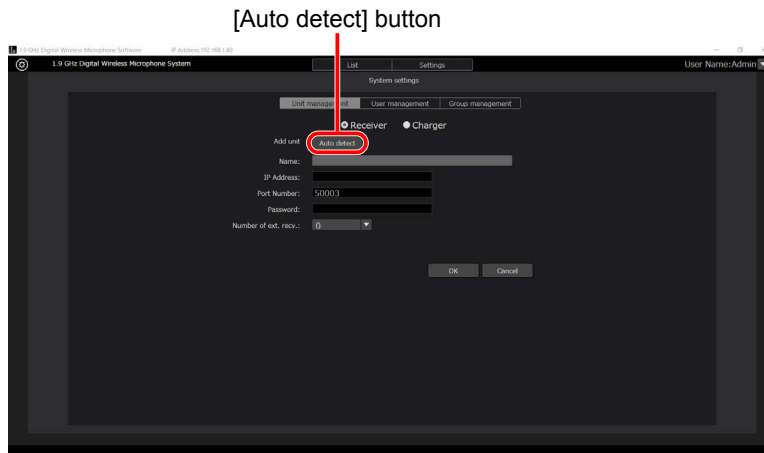 [Auto detect] button
1.9 GHz Digital Wireless Microphone Software IP Address:192.168.1.80
1.9 GHz Digital Wireless Microphone System List Settings User Name:Admin
System settings
Unit management User management Group management
Receiver Charger
Add unit Auto detect
Name:
IP Address:
Port Number: 50003
Password:
Number of ext. recv.: 0
OK Cancel